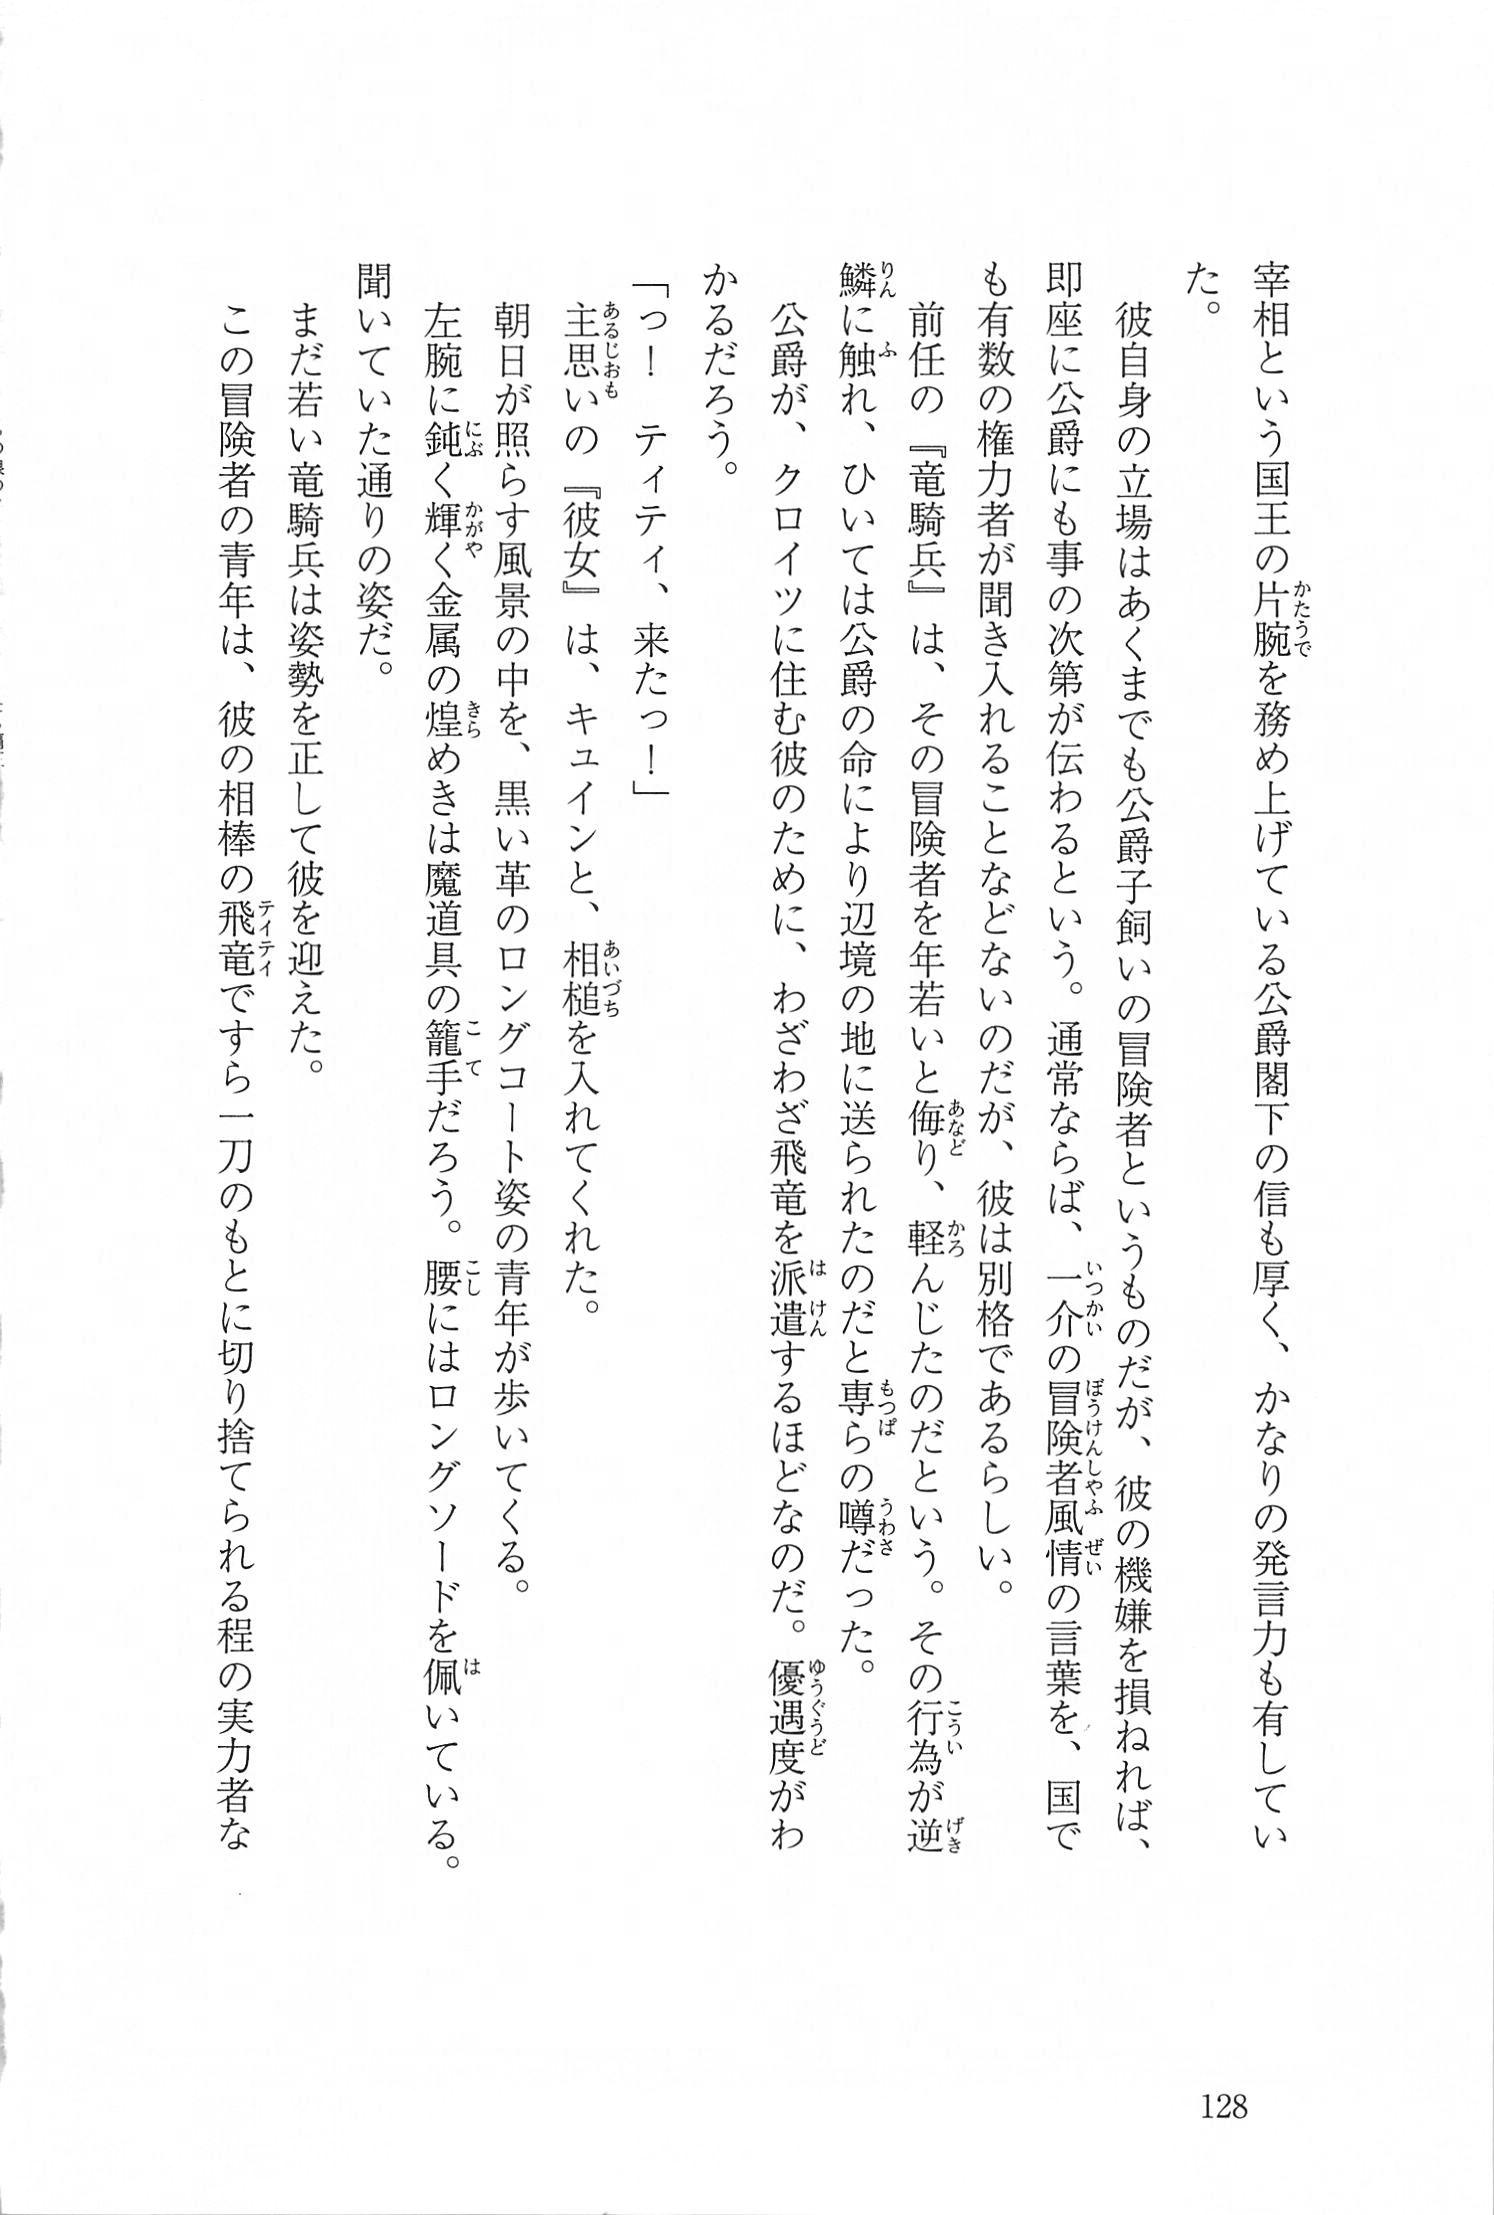 宰相という国王の片腕を務め上げている公爵閣下の信も厚く、かなりの発言力も有してい
た。
　彼自身の立場はあくまでも公爵子飼いの冒険者というものだが、彼の機嫌を損ねれば、
即座に公爵にも事の次第が伝わるという。通常ならば、一介の冒険者風情の言葉を、国で
も有数の権力者が聞き入れることなどないのだが、彼は別格であるらしい。
　前任の『竜騎兵』は、その冒険者を年若いと侮り、軽んじたのだという。その行為が逆
鱗に触れ、ひいては公爵の命により辺境の地に送られたのだと専らの噂だった。
　公爵が、クロイツに住む彼のために、わざわざ飛竜を派遣するほどなのだ。優遇度がわ
かるだろう。
「っ！　ティティ、来たっ！」
　主思いの『彼女』は、キュインと、相槌を入れてくれた。
　朝日が照らす風景の中を、黒い革のロングコート姿の青年が歩いてくる。
　左腕に鈍く輝く金属の煌めきは魔道具の籠手だろう。腰にはロングソードを佩いている。
聞いていた通りの姿だ。
　まだ若い竜騎兵は姿勢を正して彼を迎えた。
　この冒険者の青年は、彼の相棒の飛竜ですら一刀のもとに切り捨てられる程の実力者な
128